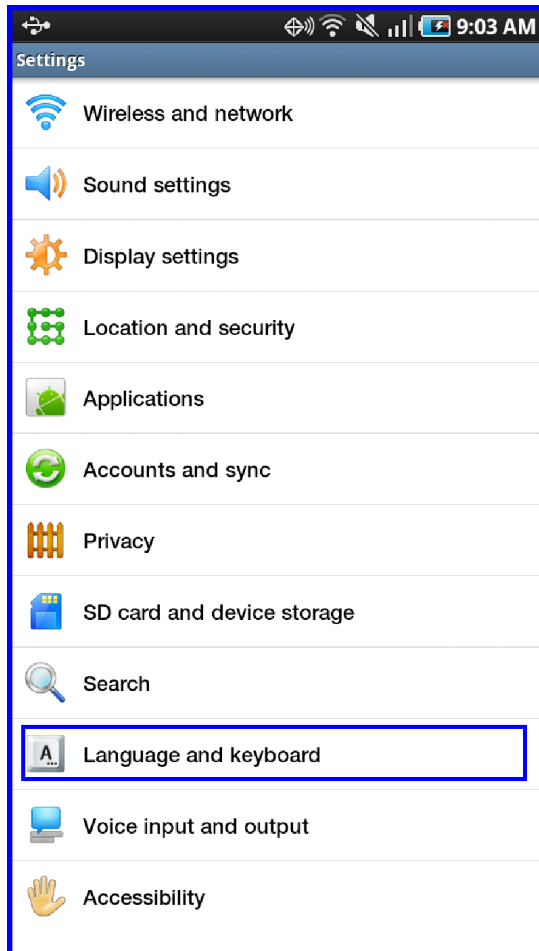 9:03 AM
Settings
Wireless and network
Sound settings
Display settings
Location and security
Applications
Accounts and sync
Privacy
SD card and device storage
Search
A...
Language and keyboard
Voice input and output
Accessibility